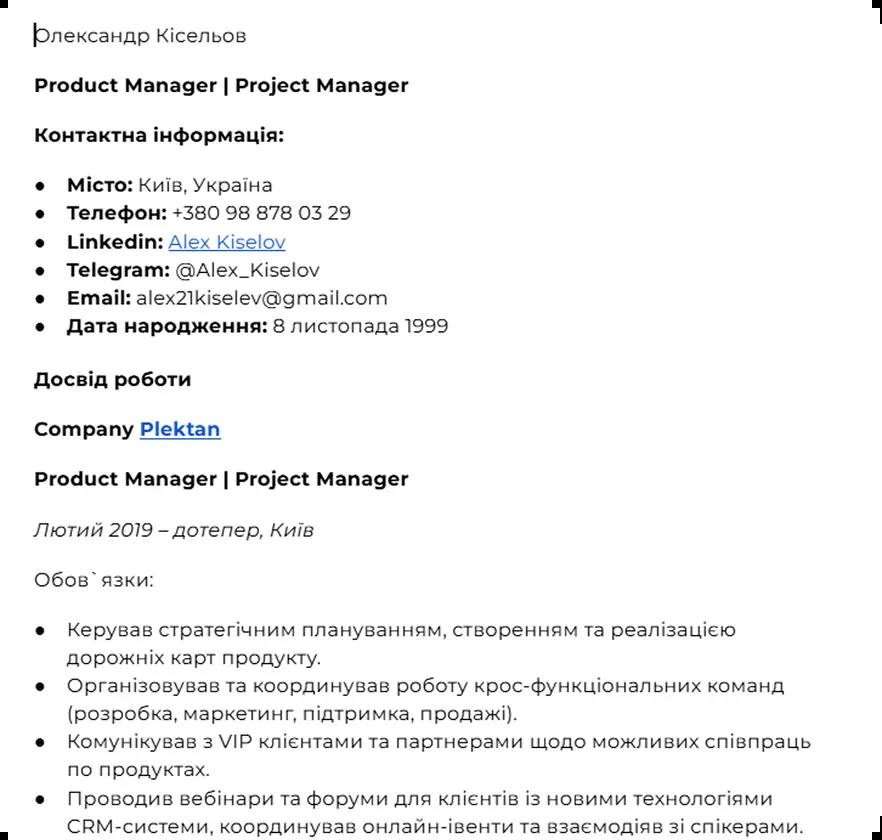 Олександр Кісельов
Product Manager | Project Manager
Контактна інформація:
● Місто: Київ, Україна
● Телефон: +380 98 878 03 29
● Linkedin: Alex Kiselov
● Telegram: @Alex_Kiselov
● Email: alex21kiselev@gmail.com
● Дата народження: 8 листопада 1999
Досвід роботи
Company Plektan
Product Manager | Project Manager
Лютий 2019 – дотепер, Київ
Обов`язки:
● Керував стратегічним плануванням, створенням та реалізацією
дорожніх карт продукту.
● Організовував та координував роботу крос-функціональних команд
(розробка, маркетинг, підтримка, продажі).
● Комунікував з VIP клієнтами та партнерами щодо можливих співпраць
по продуктах.
● Проводив вебінари та форуми для клієнтів із новими технологіями
CRM-системи, координував онлайн-івенти та взаємодіяв зі спікерами.